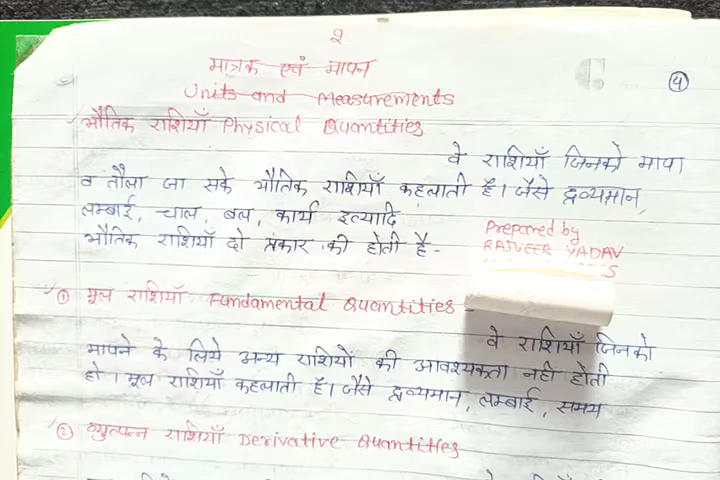 २
④
मात्रक एवं मापन
Units and Measurements
भौतिक राशियाँ Physical Quantities
वे राशियाँ जिनको मापा
व तौला जा सके भौतिक राशियाँ कहलाती है। जैसे द्रव्यमान,
लम्बाई, चाल, बल, कार्य इत्यादि
भौतिक राशियाँ दो प्रकार की होती है-
Prepared by
RAJVEER YADAV
S
① मूल राशियाँ Fundamental Quantities -
वे राशियाँ जिनको
मापने के लिये अन्य राशियों की आवश्यकता नही होती
हो। मूल राशियाँ कहलाती है। जैसे द्रव्यमान, लम्बाई, समय
② व्युत्पन्न राशियाँ Derivative Quantities